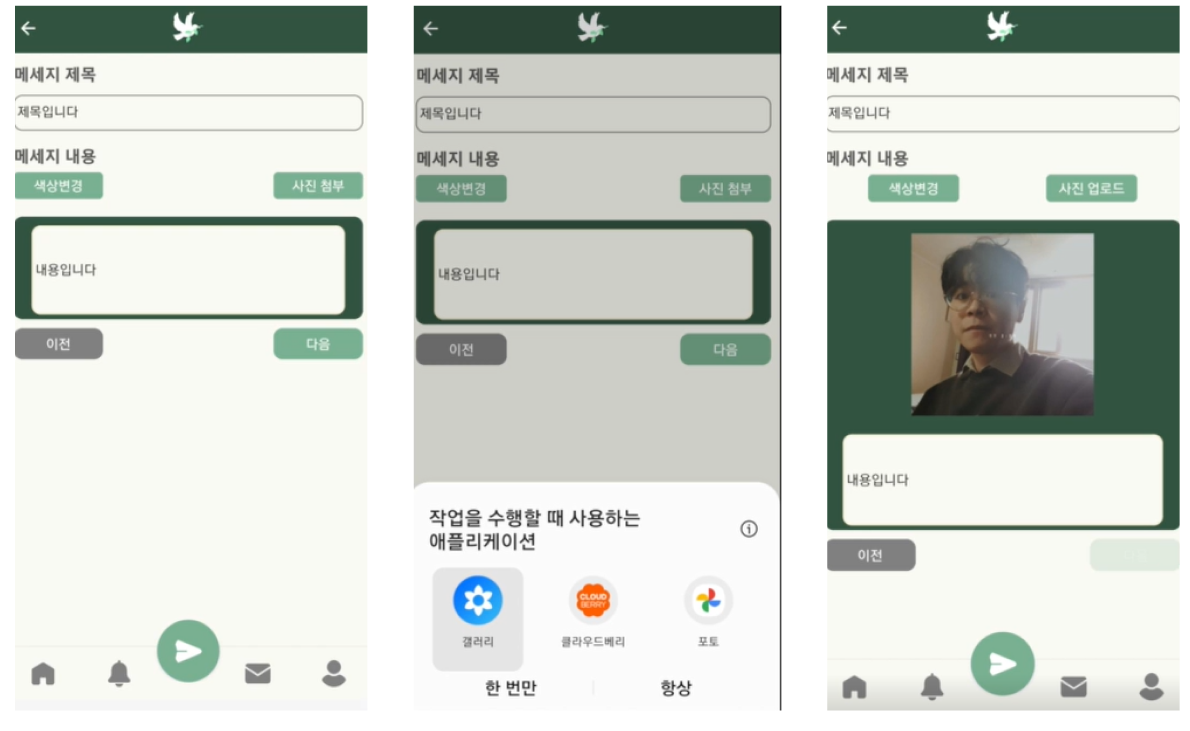 메세지 제목
제목입니다
메세지 내용
색상변경
사진 첨부
내용입니다
이전
다음
메세지 제목
제목입니다
메세지 내용
색상변경
사진 첨부
내용입니다
이전
다음
작업을 수행할 때 사용하는
애플리케이션
CLOUD
BERRY
갤러리
클라우드베리
포토
한 번만
항상
메세지 제목
제목입니다
메세지 내용
색상변경
사진 업로드
내용입니다
이전